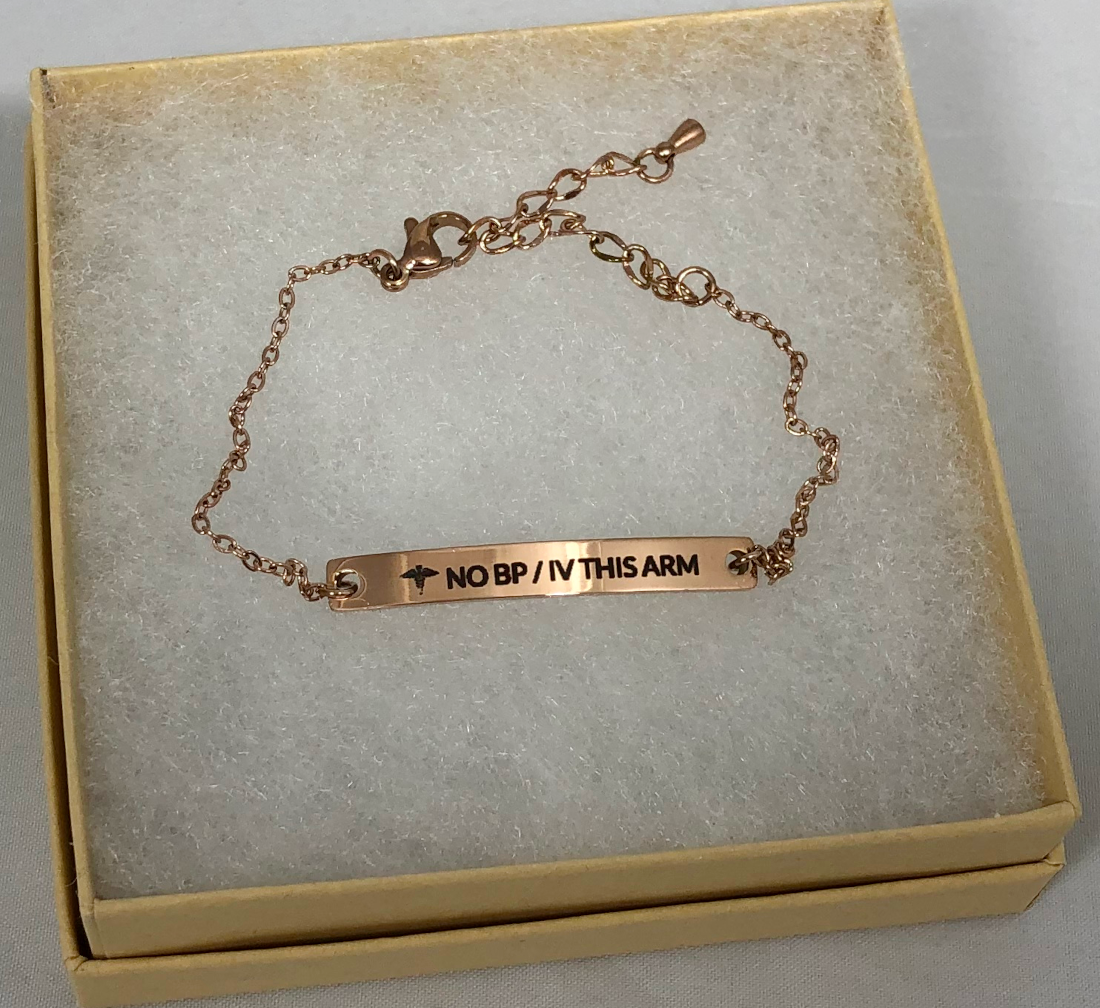 NO BP / IV THIS ARM